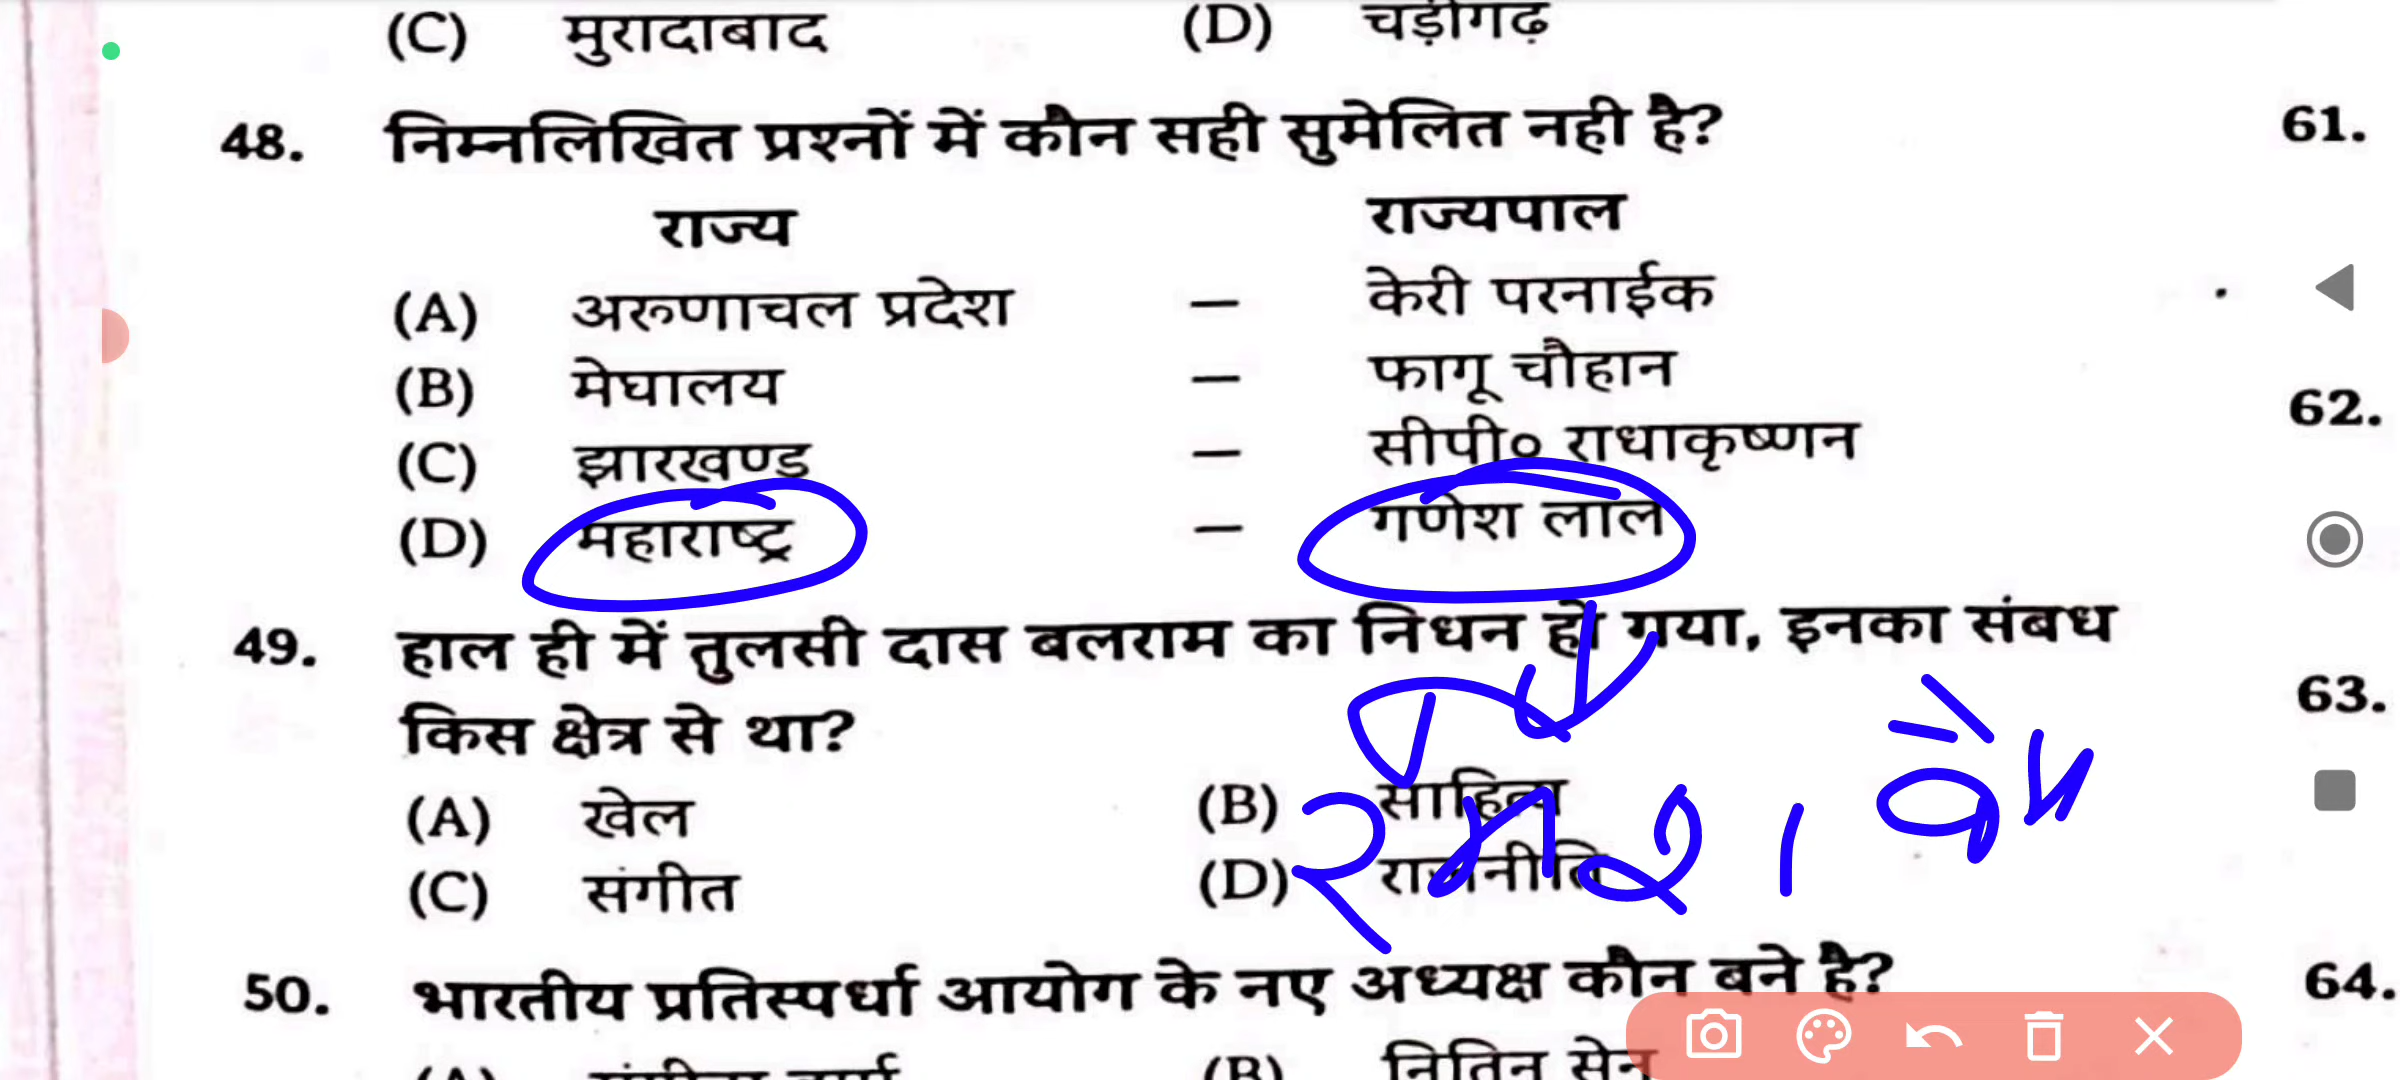 (C) मुरादाबाद (D) चड़ीगढ़
48. निम्नलिखित प्रश्नों में कौन सही सुमेलित नही है?
राज्य राज्यपाल
(A) अरुणाचल प्रदेश – केरी परनाईक
(B) मेघालय – फागू चौहान
(C) झारखण्ड – सीपी० राधाकृष्णन
(D) महाराष्ट्र – गणेश लाल
49. हाल ही में तुलसी दास बलराम का निधन हो गया, इनका संबध
किस क्षेत्र से था?
(A) खेल (B) साहित्य
(C) संगीत (D) राजनीति
50. भारतीय प्रतिस्पर्धा आयोग के नए अध्यक्ष कौन बने है?
(A) (B) नितिन सेन
61.
62.
63.
64.